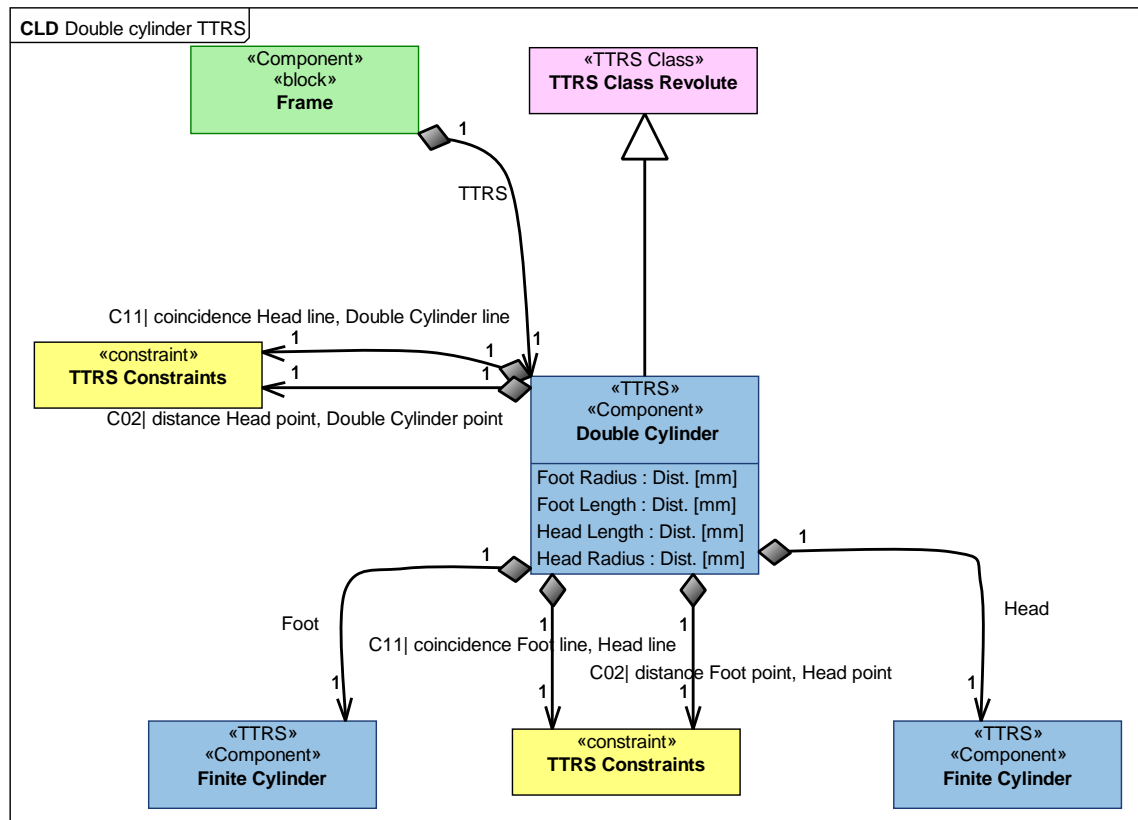 CLD Double cylinder TTRS
«Component»
«block»
Frame
«TTRS Class»
TTRS Class Revolute
1
TTRS
1
C11| coincidence Head line, Double Cylinder line
1
1
«constraint»
TTRS Constraints
1
1
C02| distance Head point, Double Cylinder point
«TTRS»
«Component»
Double Cylinder
Foot Radius : Dist. [mm]
Foot Length : Dist. [mm]
Head Length : Dist. [mm]
Head Radius : Dist. [mm]
1
1
Foot
Head
1
1
C11| coincidence Foot line, Head line
C02| distance Foot point, Head point
1
1
1
1
«TTRS»
«Component»
Finite Cylinder
«constraint»
TTRS Constraints
«TTRS»
«Component»
Finite Cylinder